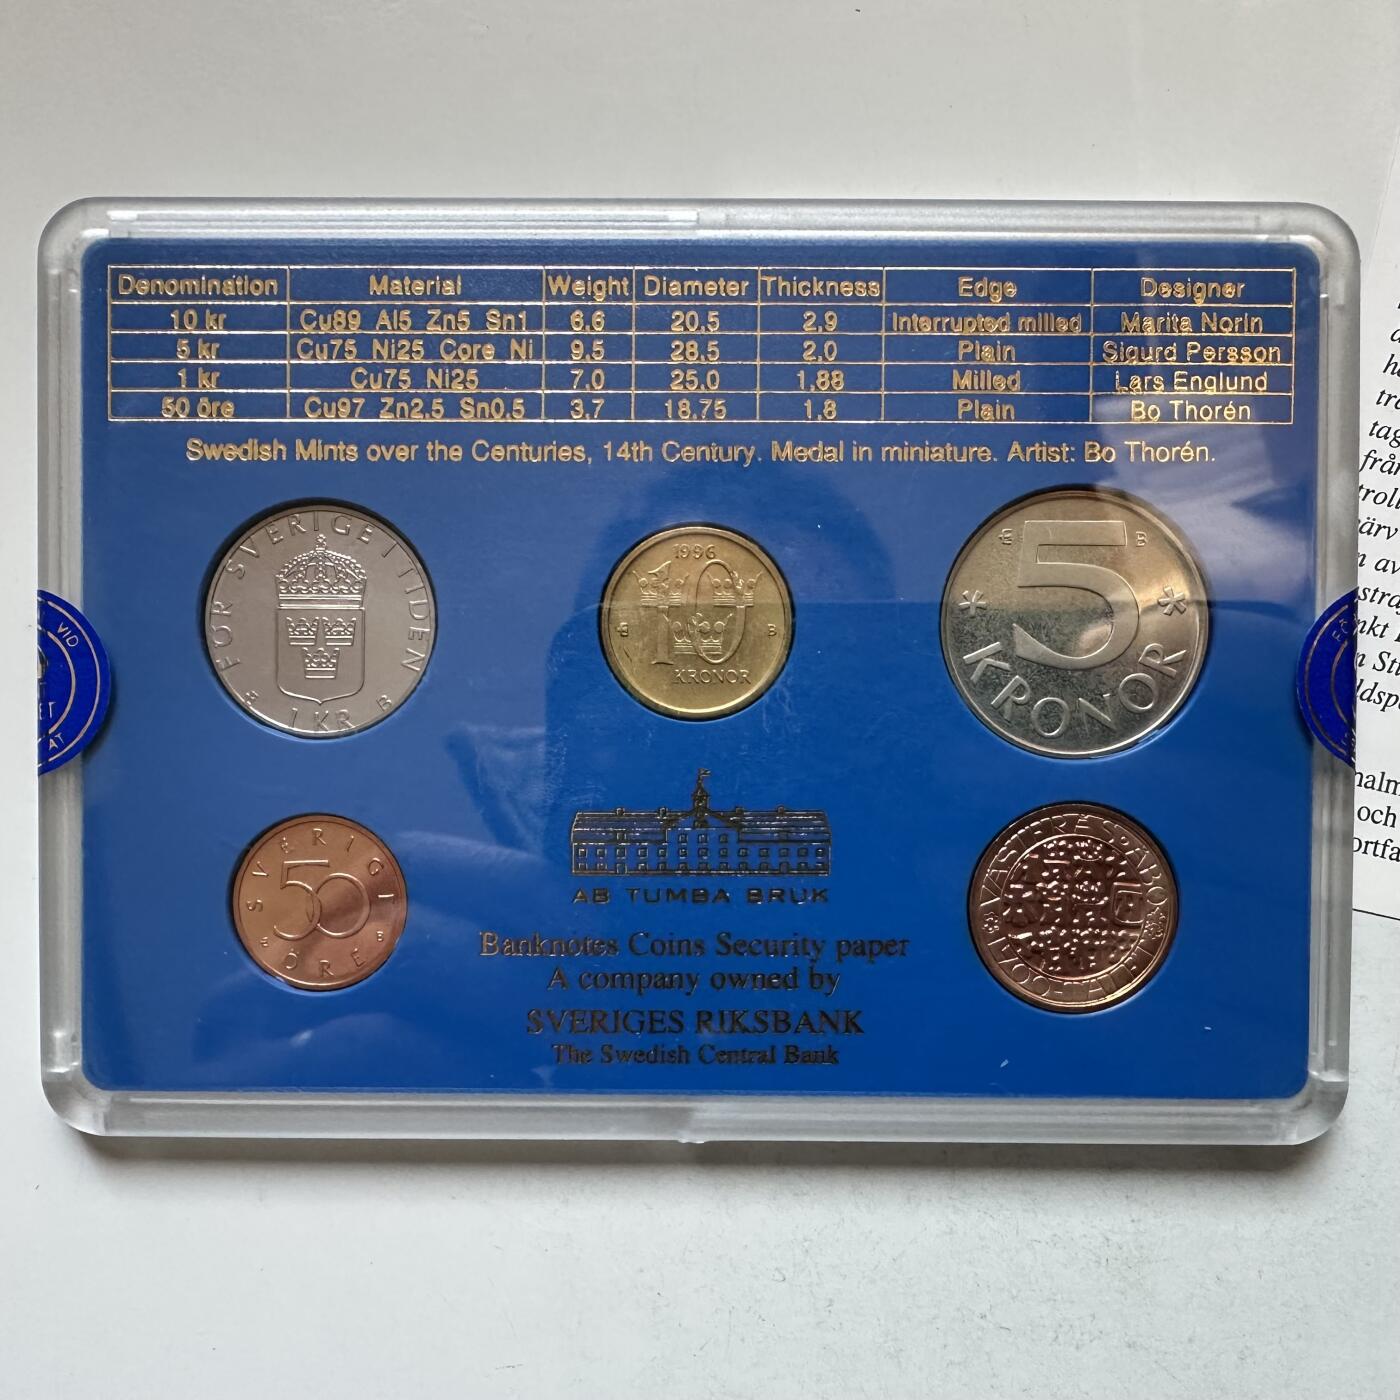 Denomination Material Weight Diameter Thickness Edge Designer
10 kr Cu89 Al5 Zn5 Sn1 6.6 20.5 2,9 Interrupted milled Marita Norin
5 kr Cu75 Ni25 Core Ni 9.5 28.5 2,0 Plain Sigurd Persson
1 kr Cu75 Ni25 7.0 25.0 1,88 Milled Lars Englund
50 öre Cu97 Zn2,5 Sn0,5 3.7 18.75 1,8 Plain Bo Thorén
Swedish Mints over the Centuries, 14th Century. Medal in miniature. Artist: Bo Thorén.
FÖR SVERIGE I TIDEN
1 KR
B
1996
10
KRONOR
B
5
B
KRONOR
VID
SVERIGE
50
ÖRE
B
AB TUMBA BRUK
VÄSTERÅS ÅBO
Banknotes Coins Security paper
A company owned by
SVERIGES RIKSBANK
The Swedish Central Bank
från
och